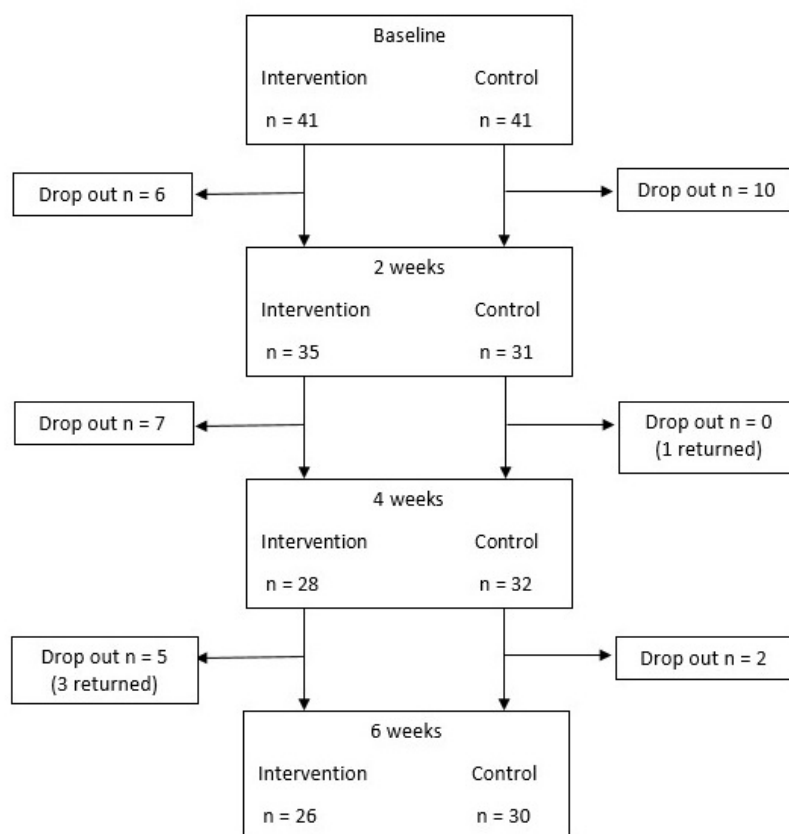 Baseline
Intervention Control
n = 41 n = 41
Drop out n = 6
Drop out n = 10
2 weeks
Intervention Control
n = 35 n = 31
Drop out n = 7
Drop out n = 0
(1 returned)
4 weeks
Intervention Control
n = 28 n = 32
Drop out n = 5
(3 returned)
Drop out n = 2
6 weeks
Intervention Control
n = 26 n = 30